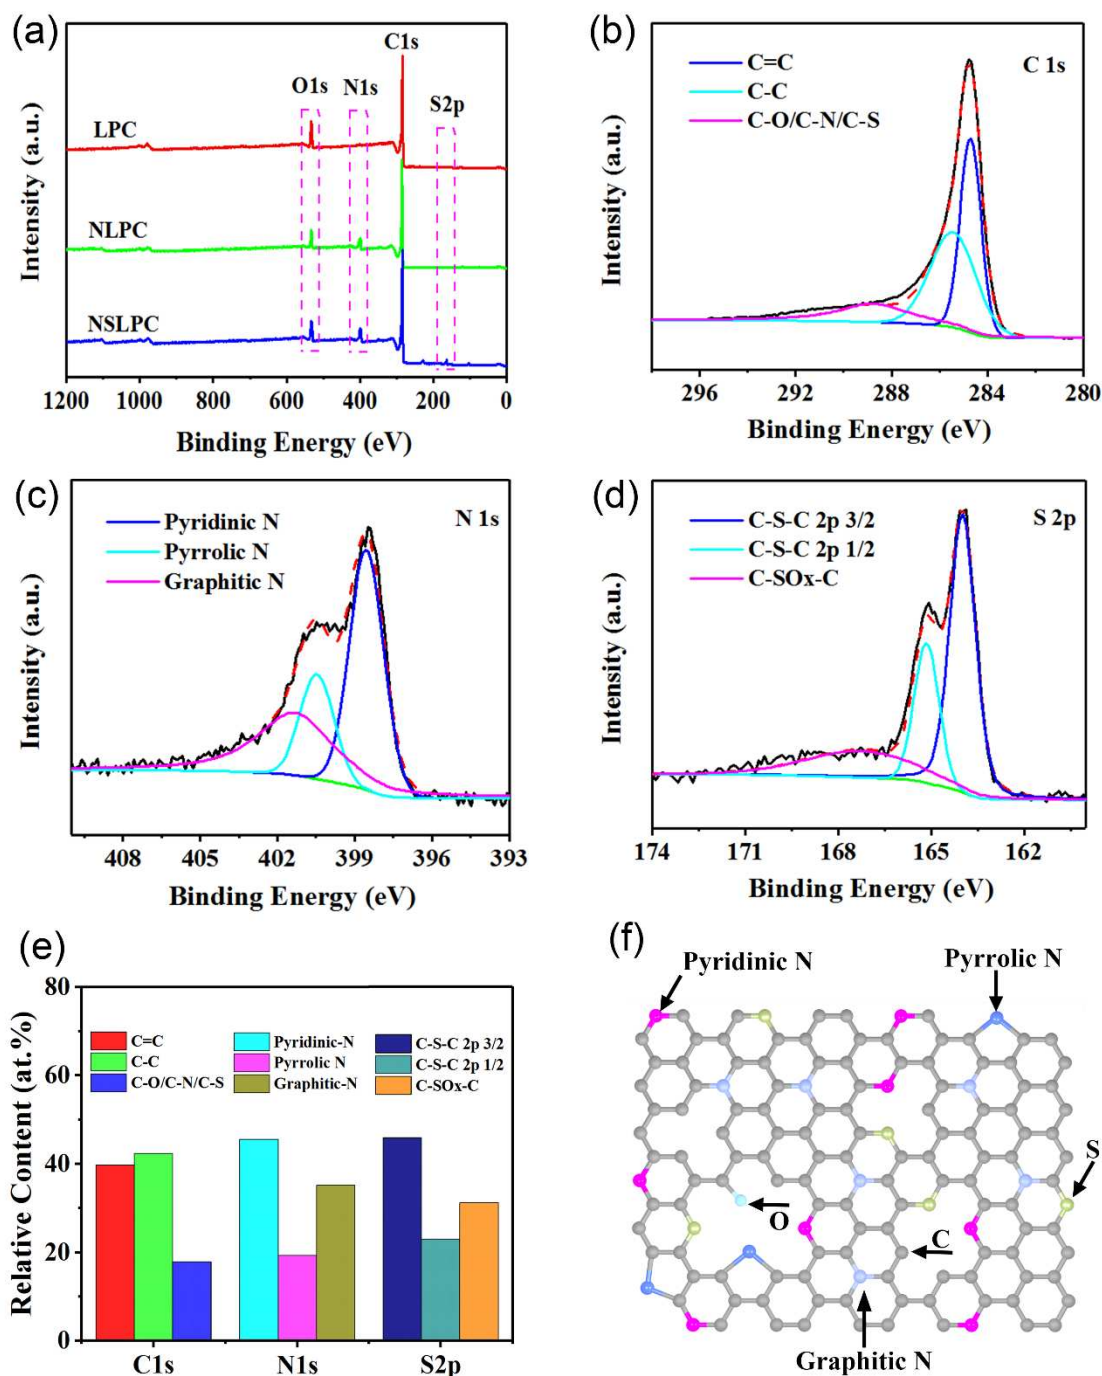 (a)
C1s
O1s
N1s
S2p
LPC
NLPC
NSLPC
Intensity (a.u.)
1200 1000 800 600 400 200 0
Binding Energy (eV)
(b)
C=C
C-C
C-O/C-N/C-S
C 1s
Intensity (a.u.)
296 292 288 284 280
Binding Energy (eV)
(c)
Pyridinic N
Pyrrolic N
Graphitic N
N 1s
Intensity (a.u.)
408 405 402 399 396 393
Binding Energy (eV)
(d)
C-S-C 2p 3/2
C-S-C 2p 1/2
C-SOx-C
S 2p
Intensity (a.u.)
174 171 168 165 162
Binding Energy (eV)
(e)
80
60
40
20
0
Relative Content (at.%)
C=C
C-C
C-O/C-N/C-S
Pyridinic-N
Pyrrolic N
Graphitic-N
C-S-C 2p 3/2
C-S-C 2p 1/2
C-SOx-C
C1s N1s S2p
(f)
Pyridinic N
Pyrrolic N
S
O
C
Graphitic N